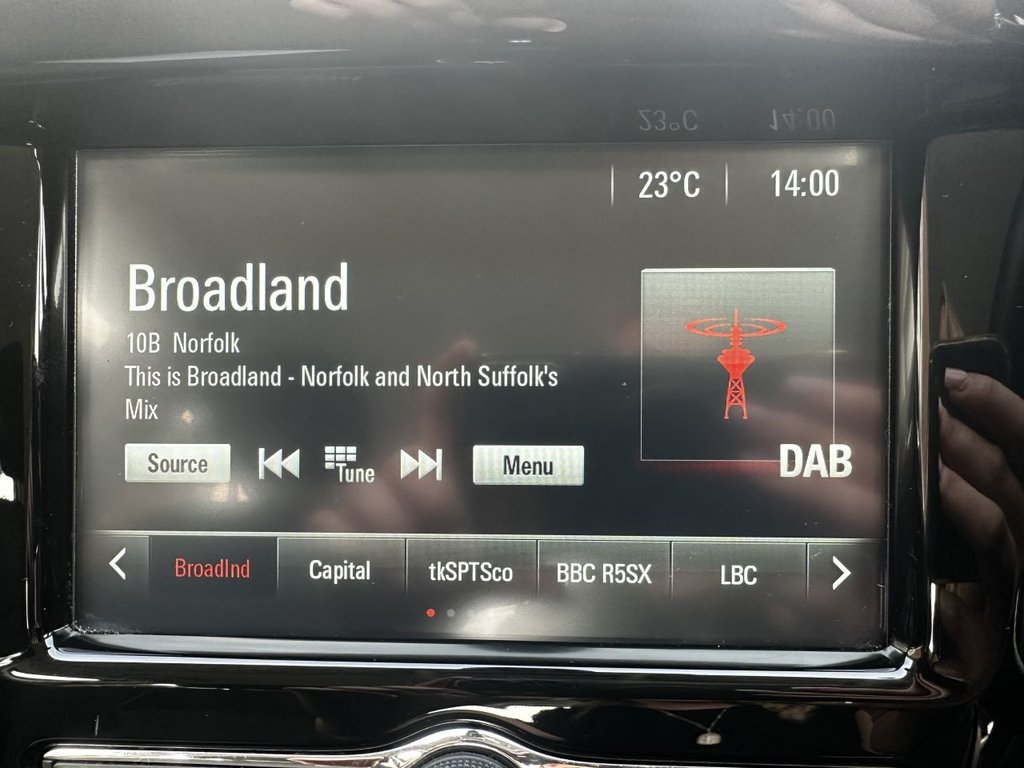 23°C 14:00
Broadland
10B Norfolk
This is Broadland - Norfolk and North Suffolk's
Mix
Source Tune Menu
DAB
Broadlnd Capital tkSPTSco BBC R5SX LBC